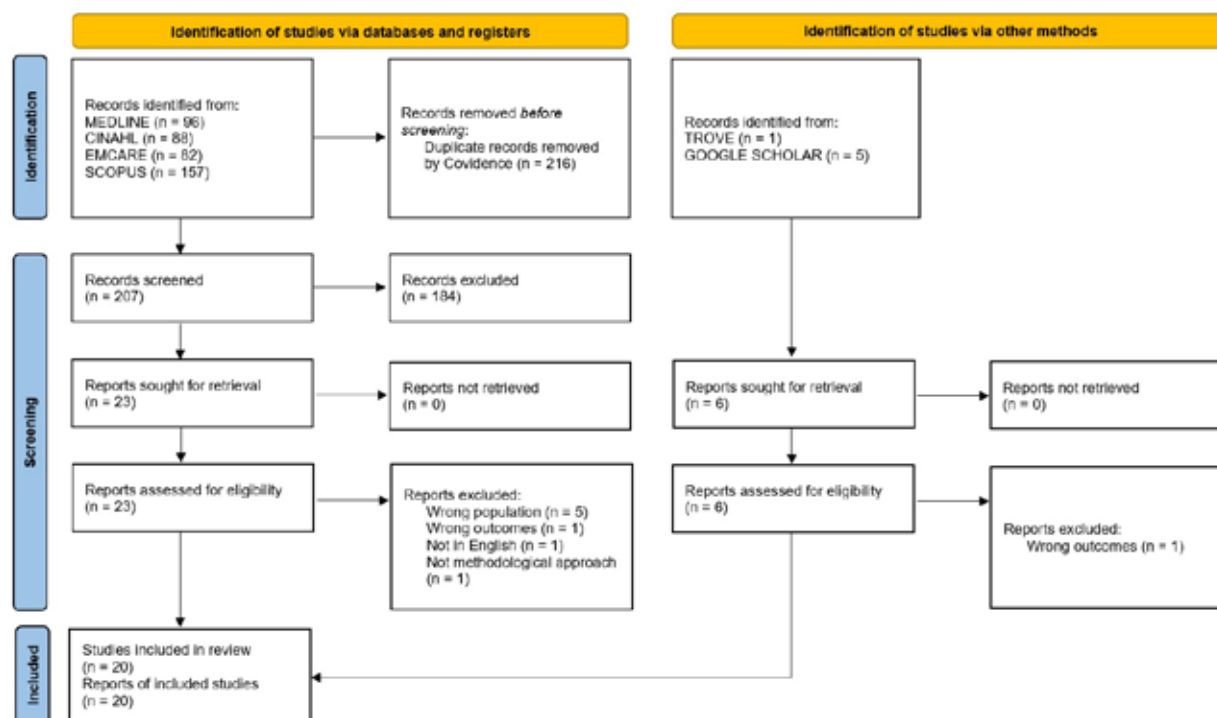 Identification of studies via databases and registers
Identification of studies via other methods
Identification
Records identified from:
MEDLINE (n = 96)
CINAHL (n = 88)
EMCARE (n = 82)
SCOPUS (n = 157)
Records removed before
screening:
Duplicate records removed
by Covidence (n = 216)
Records identified from:
TROVE (n = 1)
GOOGLE SCHOLAR (n = 5)
Screening
Records screened
(n = 207)
Records excluded
(n = 184)
Reports sought for retrieval
(n = 23)
Reports not retrieved
(n = 0)
Reports sought for retrieval
(n = 6)
Reports not retrieved
(n = 0)
Reports assessed for eligibility
(n = 23)
Reports excluded:
Wrong population (n = 5)
Wrong outcomes (n = 1)
Not in English (n = 1)
Not methodological approach
(n = 1)
Reports assessed for eligibility
(n = 6)
Reports excluded:
Wrong outcomes (n = 1)
Included
Studies included in review
(n = 20)
Reports of included studies
(n = 20)